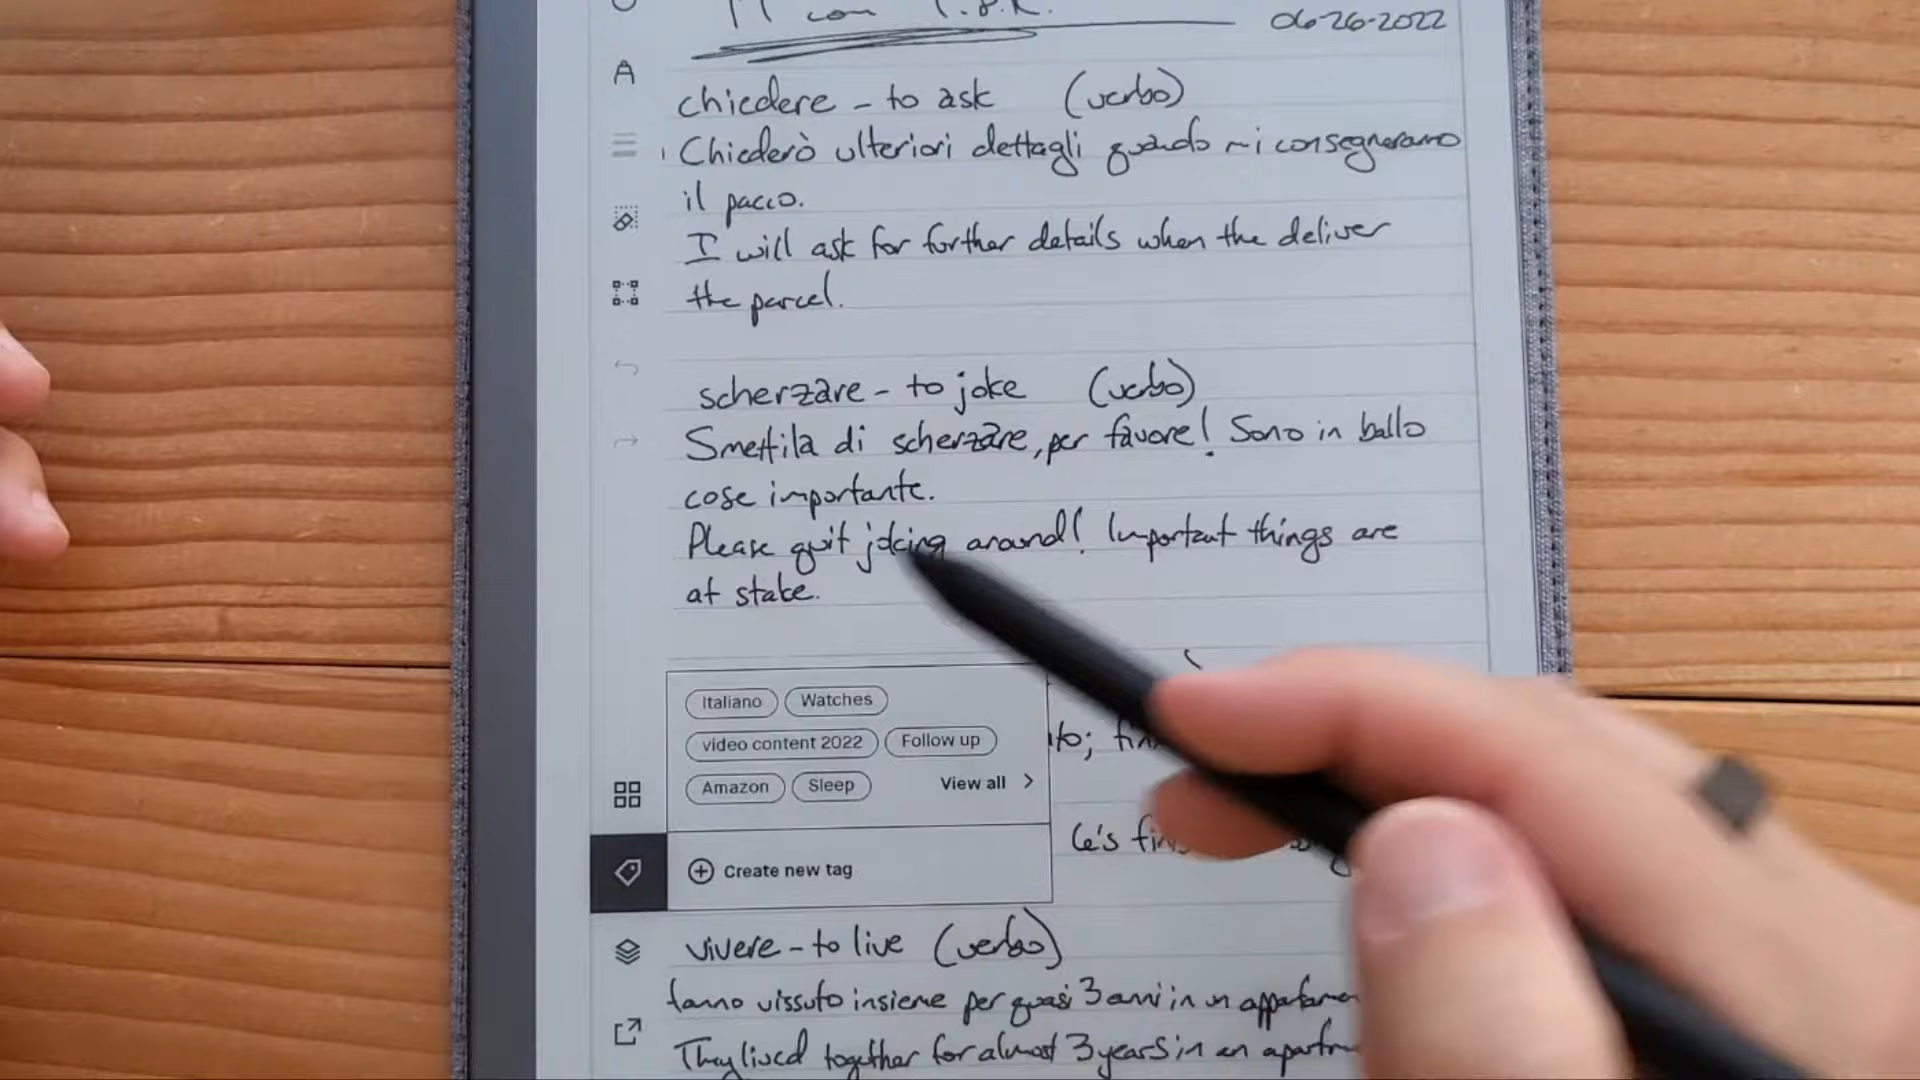 con T.S.K.
06-26-2022
chiedere - to ask (verbo)
Chiederò ulteriori dettagli quando mi consegneranno
il pacco.
I will ask for further details when the deliver
the parcel.
scherzare - to joke (verbo)
Smettila di scherzare, per favore! Sono in ballo
cose importante.
Please quit joking around! Important things are
at stake.
Italiano Watches
video content 2022 Follow up
Amazon Sleep View all >
Create new tag
vivere - to live (verbo)
vissuto insieme per quasi 3 anni in un appartamen
They lived together for almost 3 years in an apartm